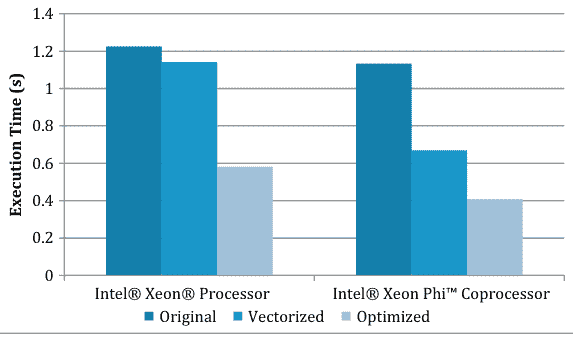 1.4
1.2
1
0.8
0.6
0.4
0.2
0
Execution Time (s)
Intel® Xeon® Processor
Intel® Xeon Phi™ Coprocessor
Original Vectorized Optimized